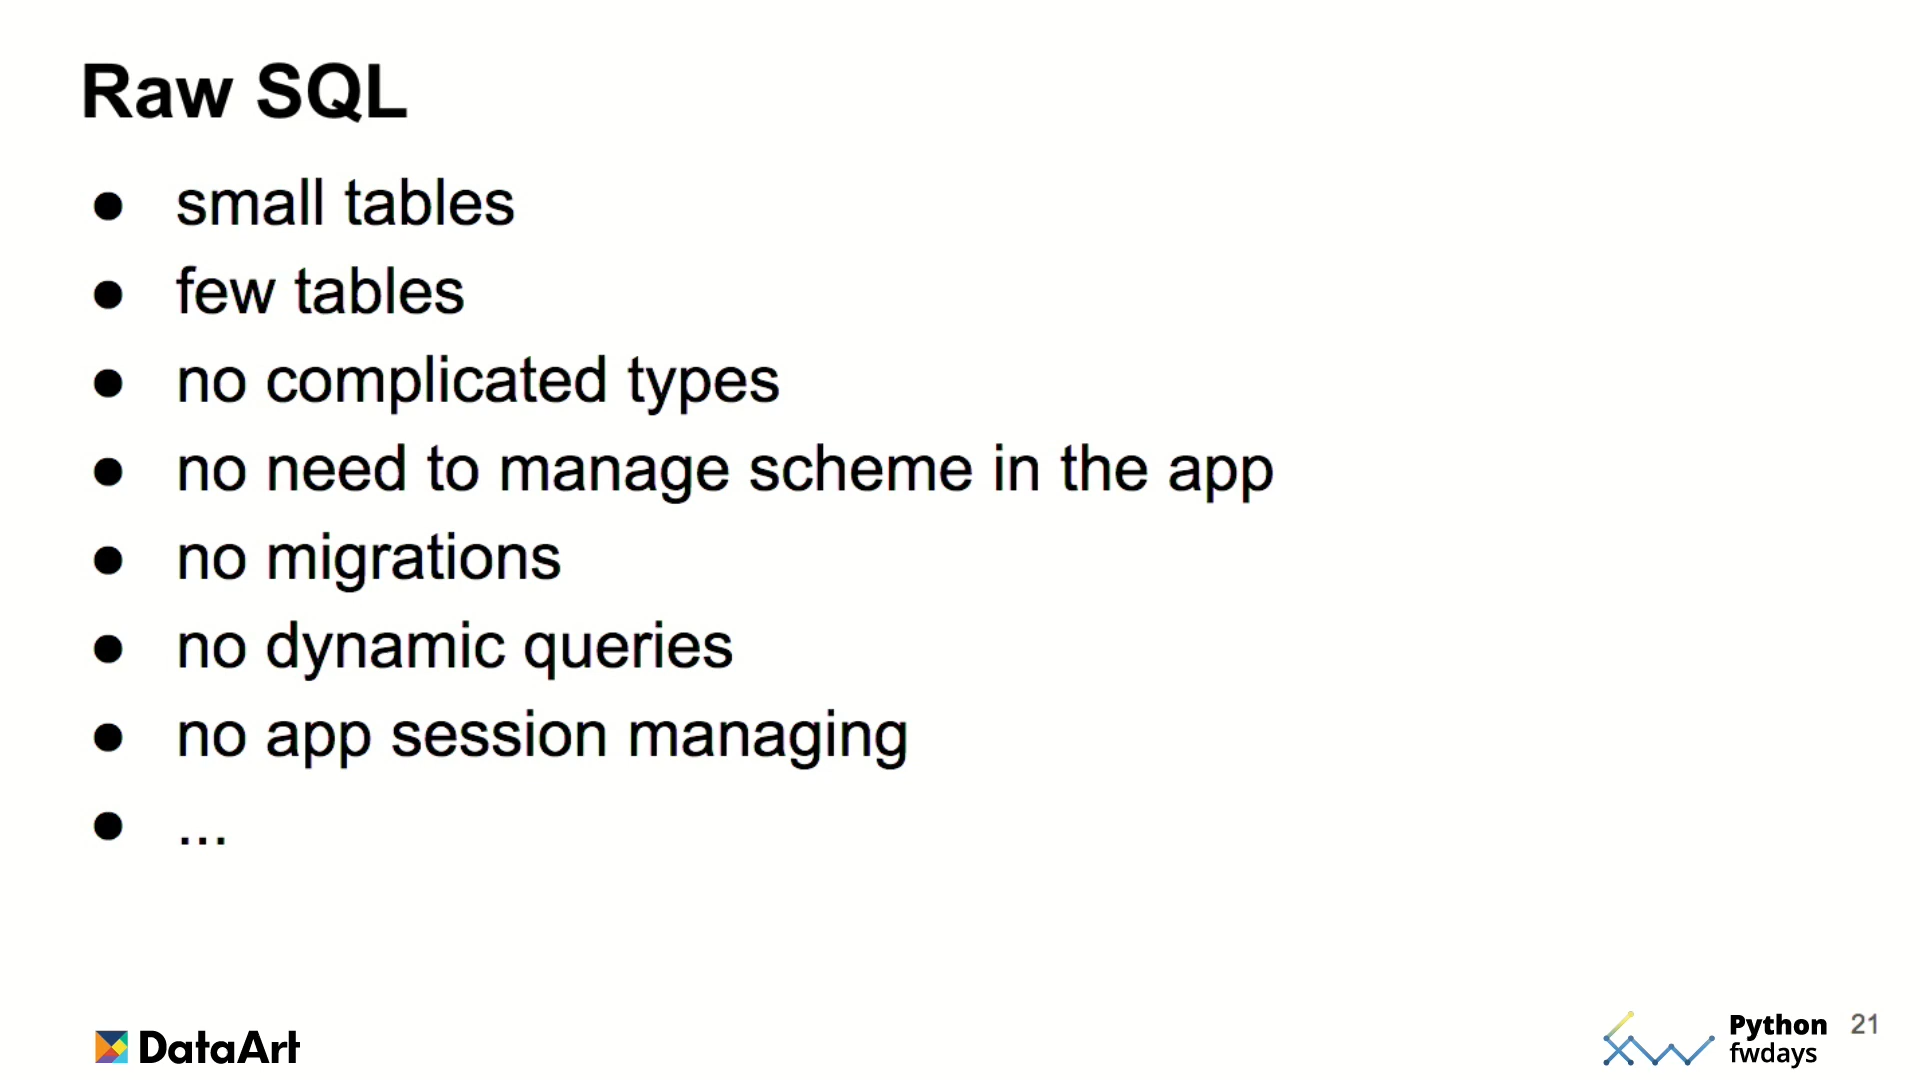 Raw SQL
● small tables
● few tables
● no complicated types
● no need to manage scheme in the app
● no migrations
● no dynamic queries
● no app session managing
● ...
DataArt
Python
fwdays
21